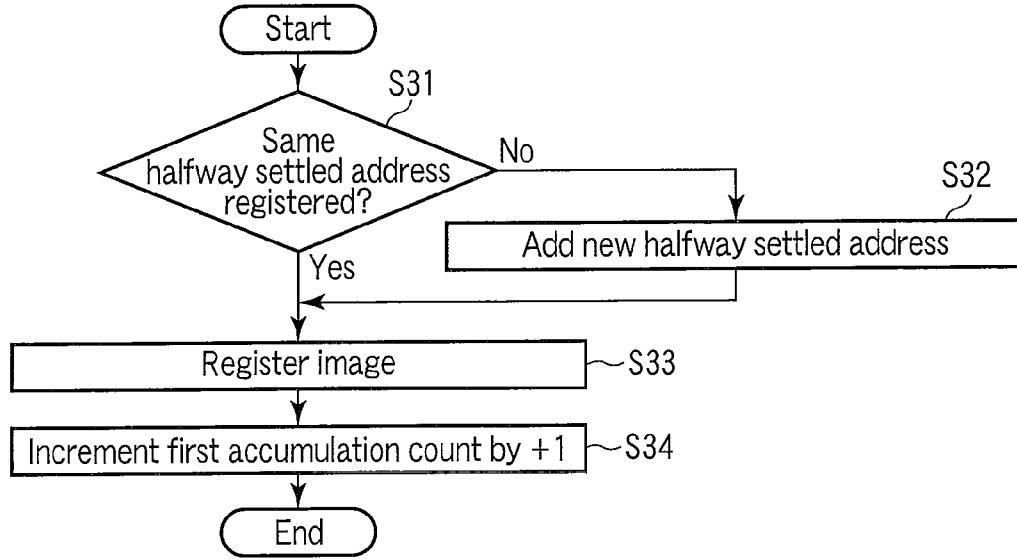 Start
S31
Same
halfway settled address
registered?
No
S32
Add new halfway settled address
Yes
Register image
S33
Increment first accumulation count by +1
S34
End